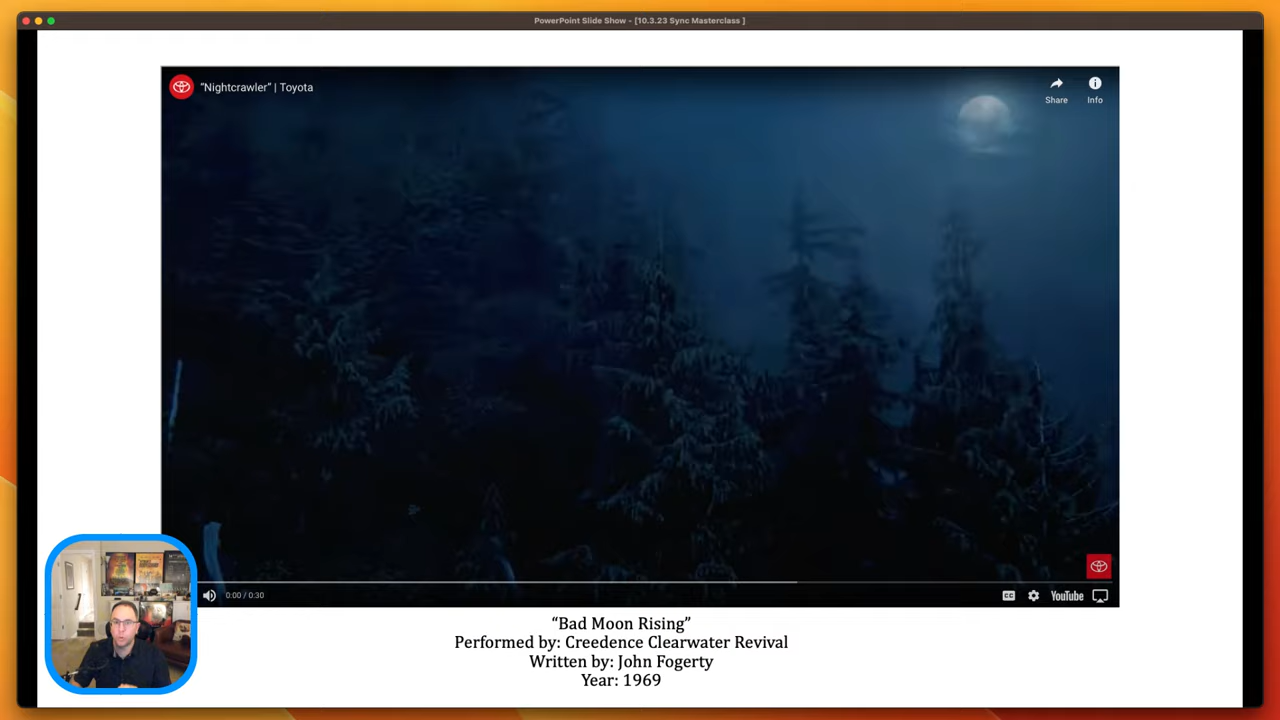 PowerPoint Slide Show - [10.3.23 Sync Masterclass ]
“Nightcrawler” | Toyota
Share
Info
0:00 / 0:30
CC
YouTube
“Bad Moon Rising”
Performed by: Creedence Clearwater Revival
Written by: John Fogerty
Year: 1969